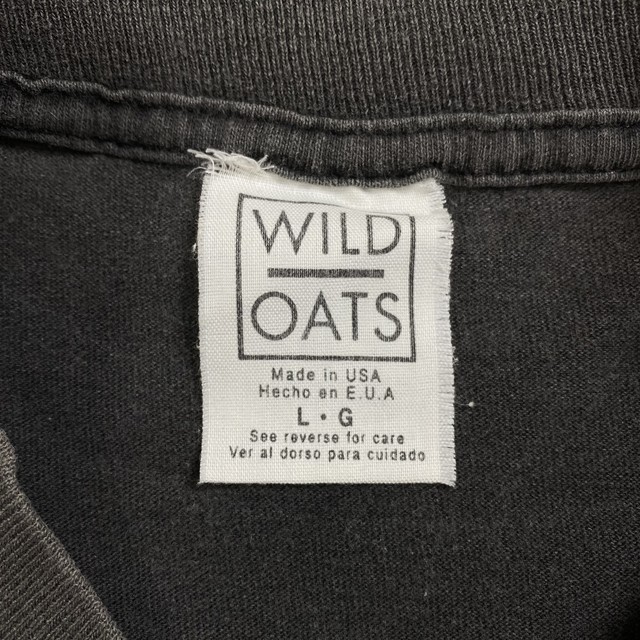 WILD
OATS
Made in USA
Hecho en E.U.A
L • G
See reverse for care
Ver al dorso para cuidado